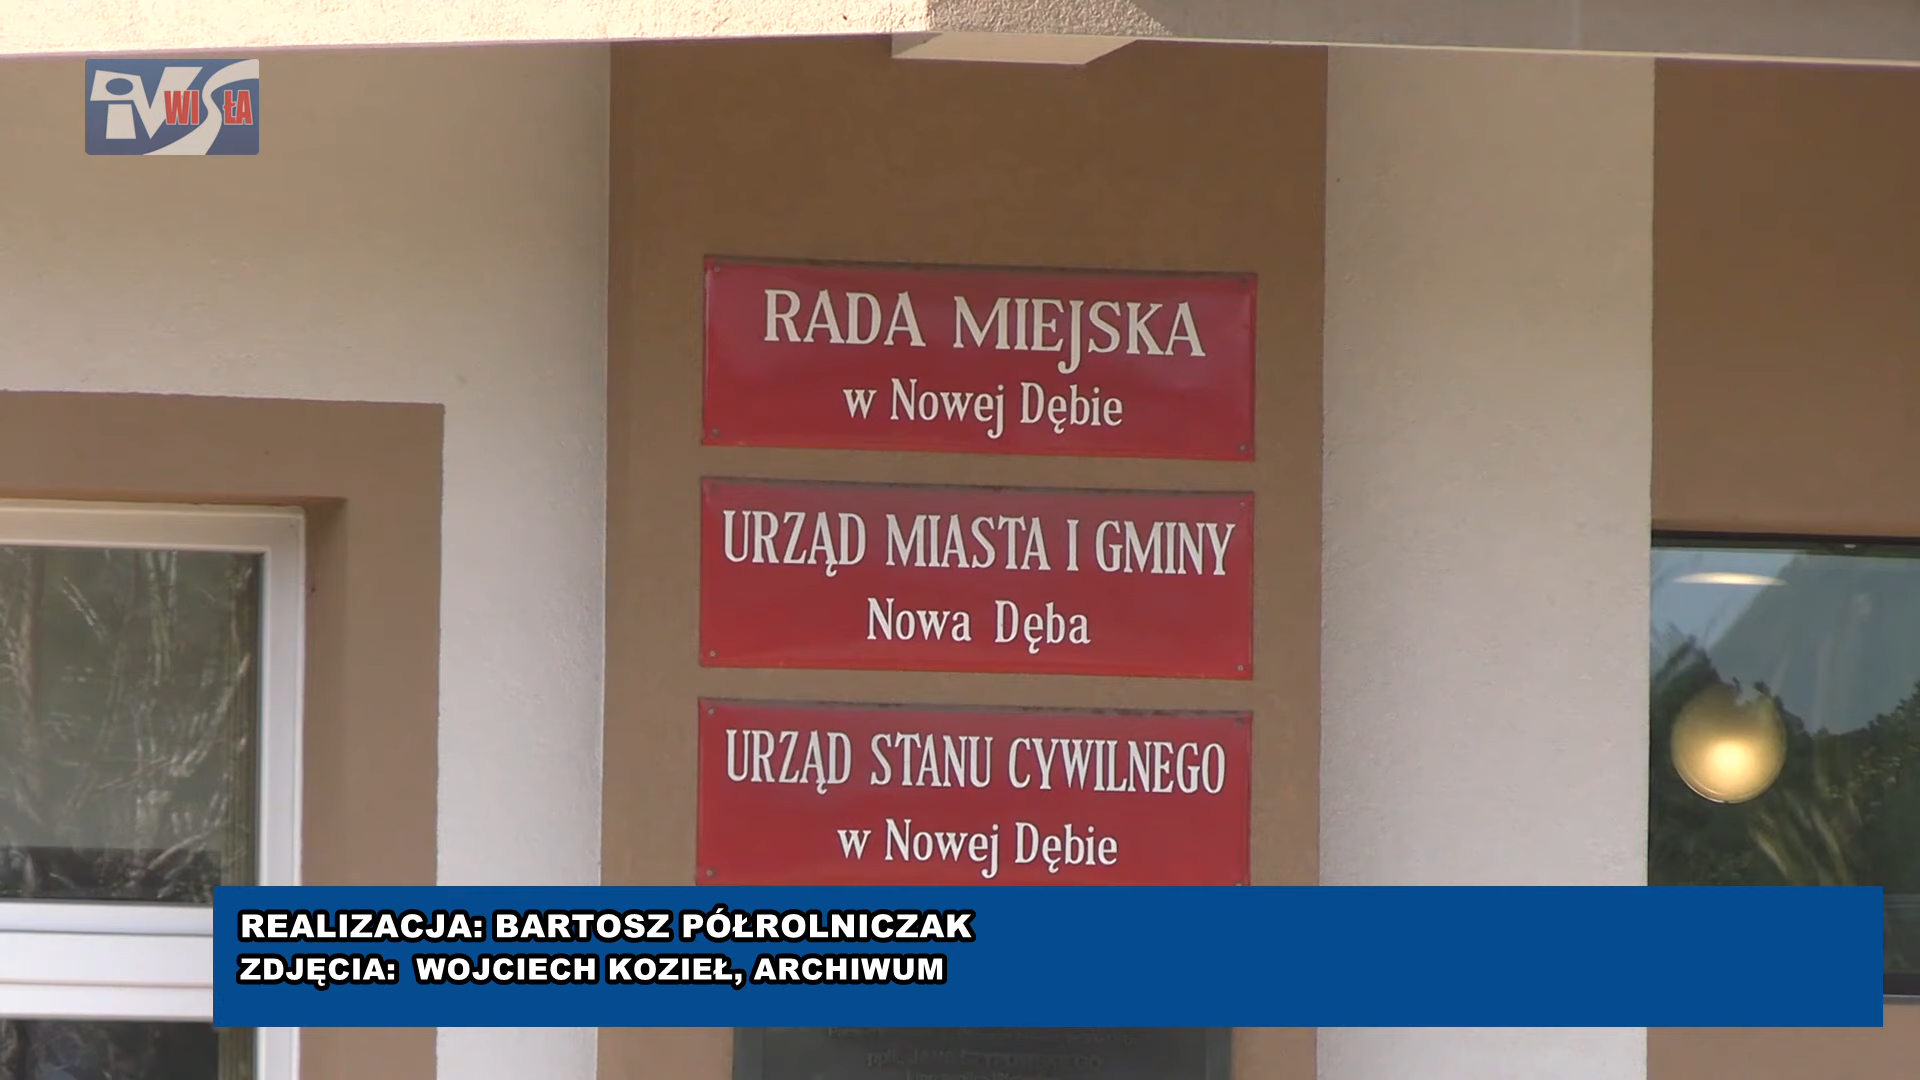 WISŁA
RADA MIEJSKA
w Nowej Dębie
URZĄD MIASTA I GMINY
Nowa Dęba
URZĄD STANU CYWILNEGO
w Nowej Dębie
REALIZACJA: BARTOSZ PÓŁROLNICZAK
ZDJĘCIA: WOJCIECH KOZIEŁ, ARCHIWUM